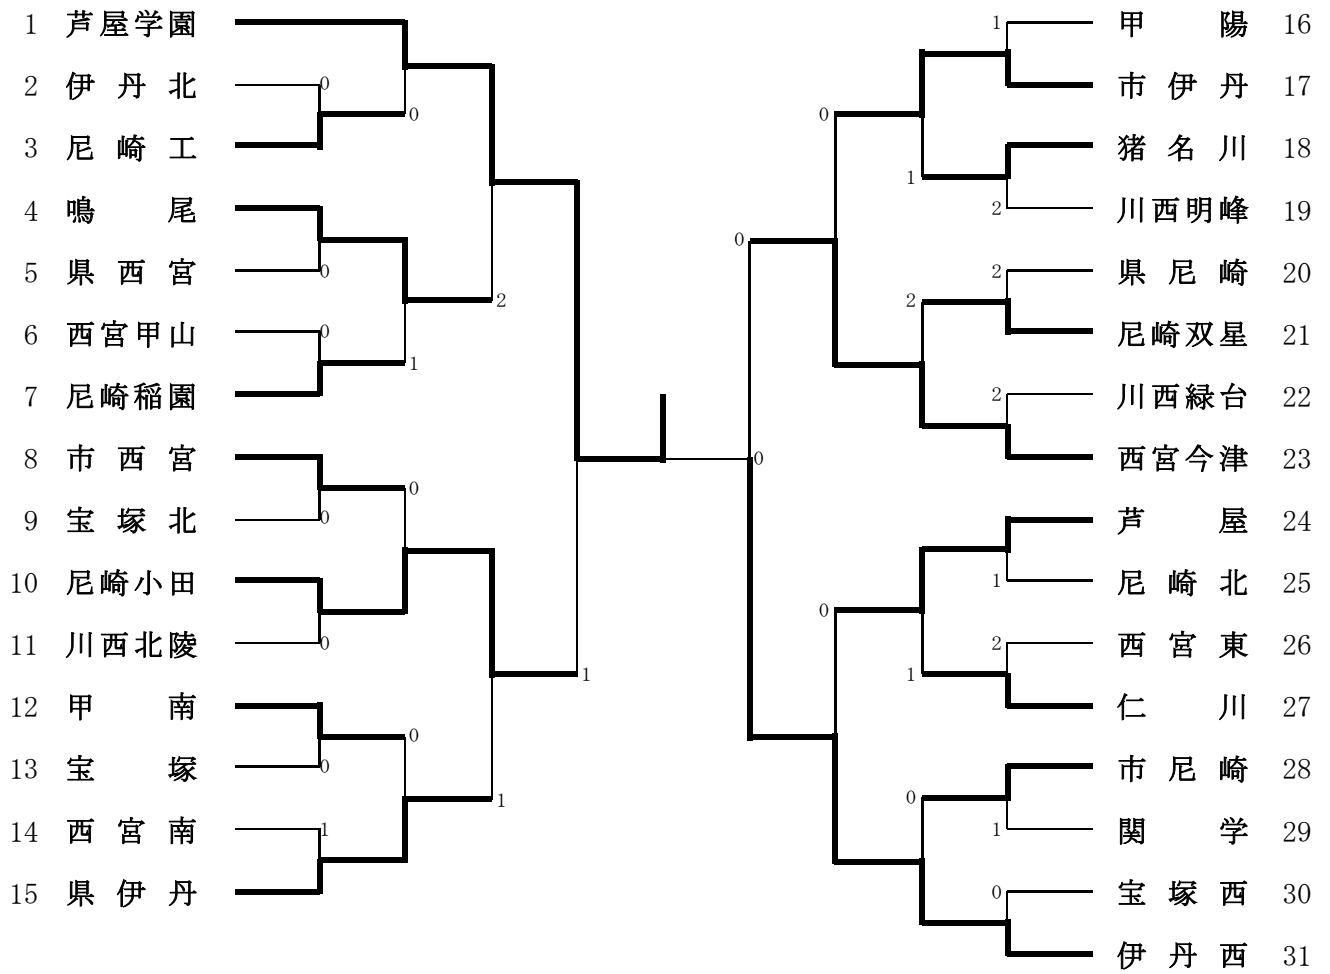 1 芦屋学園
2 伊丹北
0
3 尼崎工
0
4 鳴尾
5 県西宮
0
2
6 西宮甲山
0
1
7 尼崎稲園
8 市西宮
0
9 宝塚北
0
10 尼崎小田
11 川西北陵
0
1
12 甲南
0
13 宝塚
0
1
14 西宮南
1
15 県伊丹
1 甲陽 16
市伊丹 17
0
猪名川 18
1
2 川西明峰 19
0
2 県尼崎 20
2
尼崎双星 21
2 川西緑台 22
西宮今津 23
0
芦屋 24
1 尼崎北 25
0
2 西宮東 26
1
仁川 27
市尼崎 28
0
1 関学 29
0 宝塚西 30
伊丹西 31